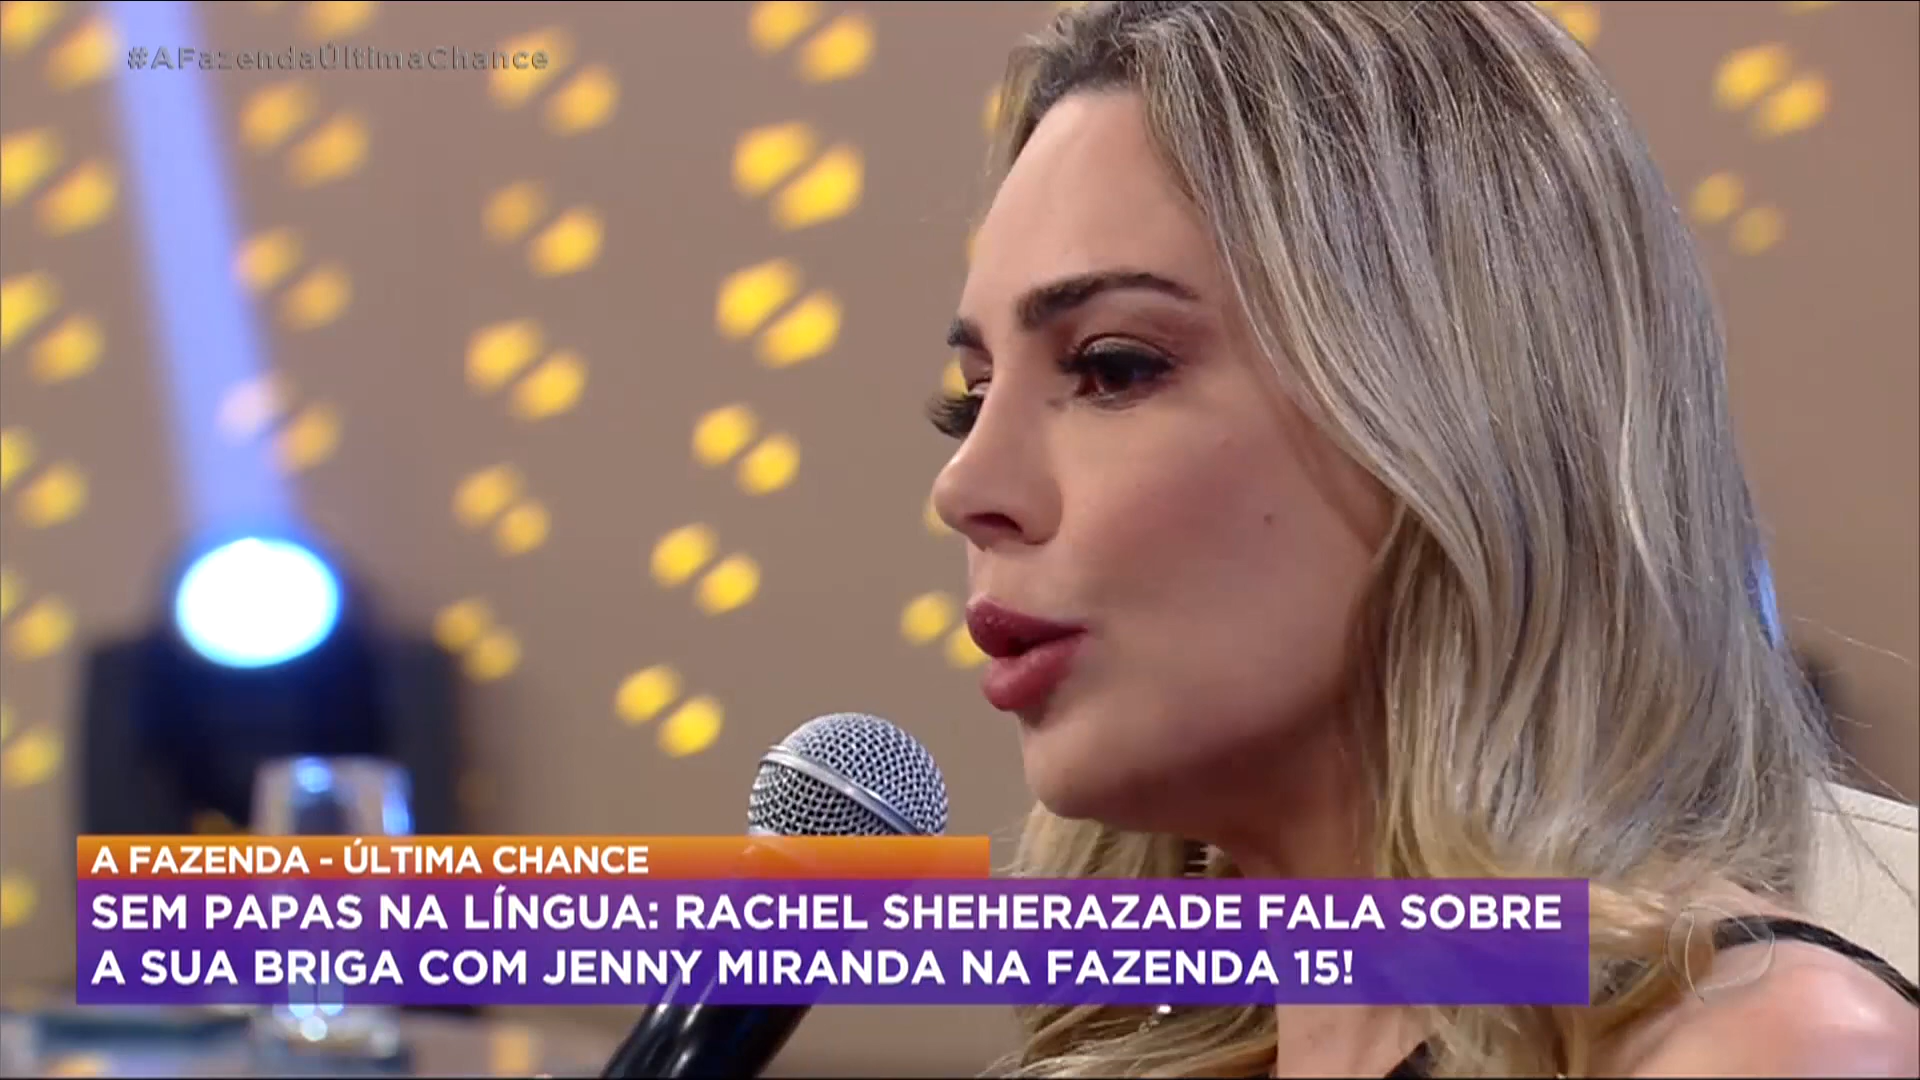 #AFazendaÚltimaChance
A FAZENDA - ÚLTIMA CHANCE
SEM PAPAS NA LÍNGUA: RACHEL SHEHERAZADE FALA SOBRE
A SUA BRIGA COM JENNY MIRANDA NA FAZENDA 15!